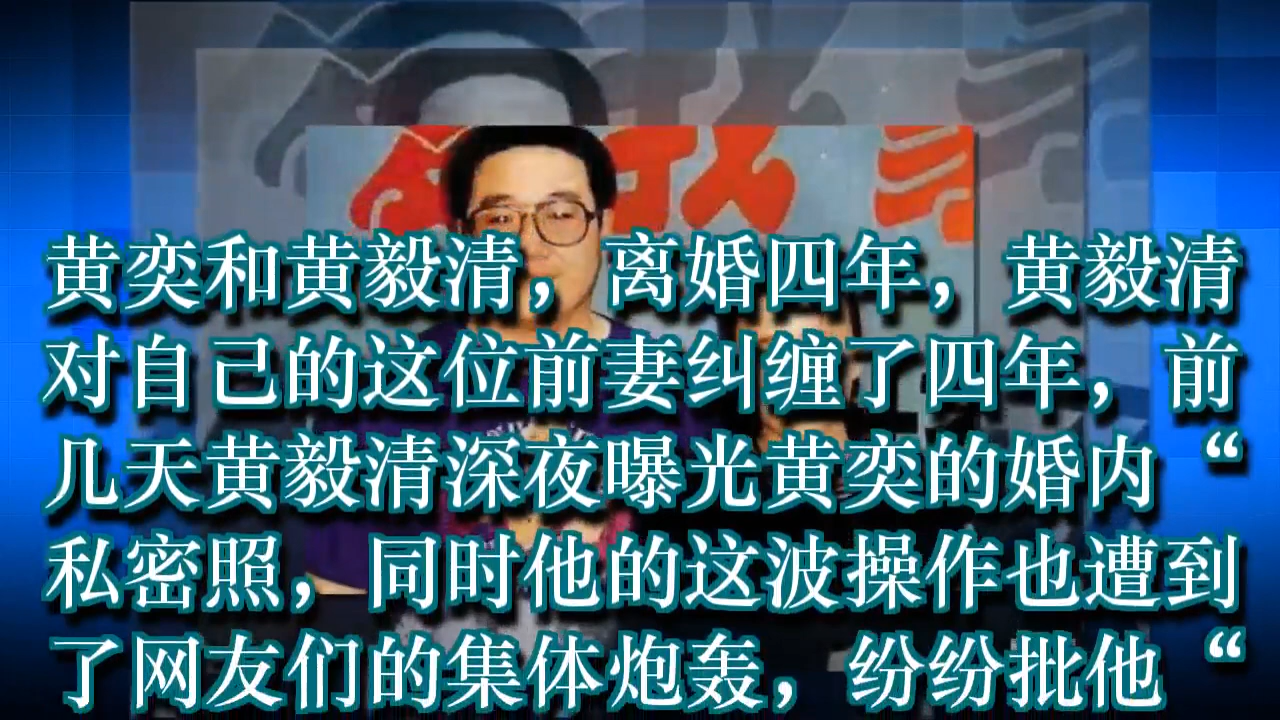 黄奕和黄毅清，离婚四年，黄毅清
对自己的这位前妻纠缠了四年，前
几天黄毅清深夜曝光黄奕的婚内“
私密照，同时他的这波操作也遭到
了网友们的集体炮轰，纷纷批他“